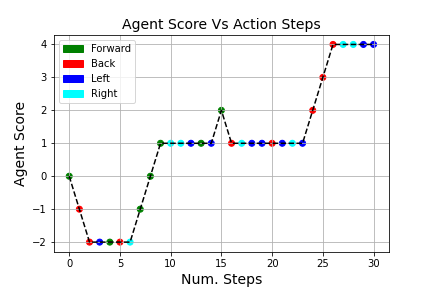 Agent Score Vs Action Steps
Forward
Back
Left
Right
Agent Score
4
3
2
1
0
−1
−2
0 5 10 15 20 25 30
Num. Steps